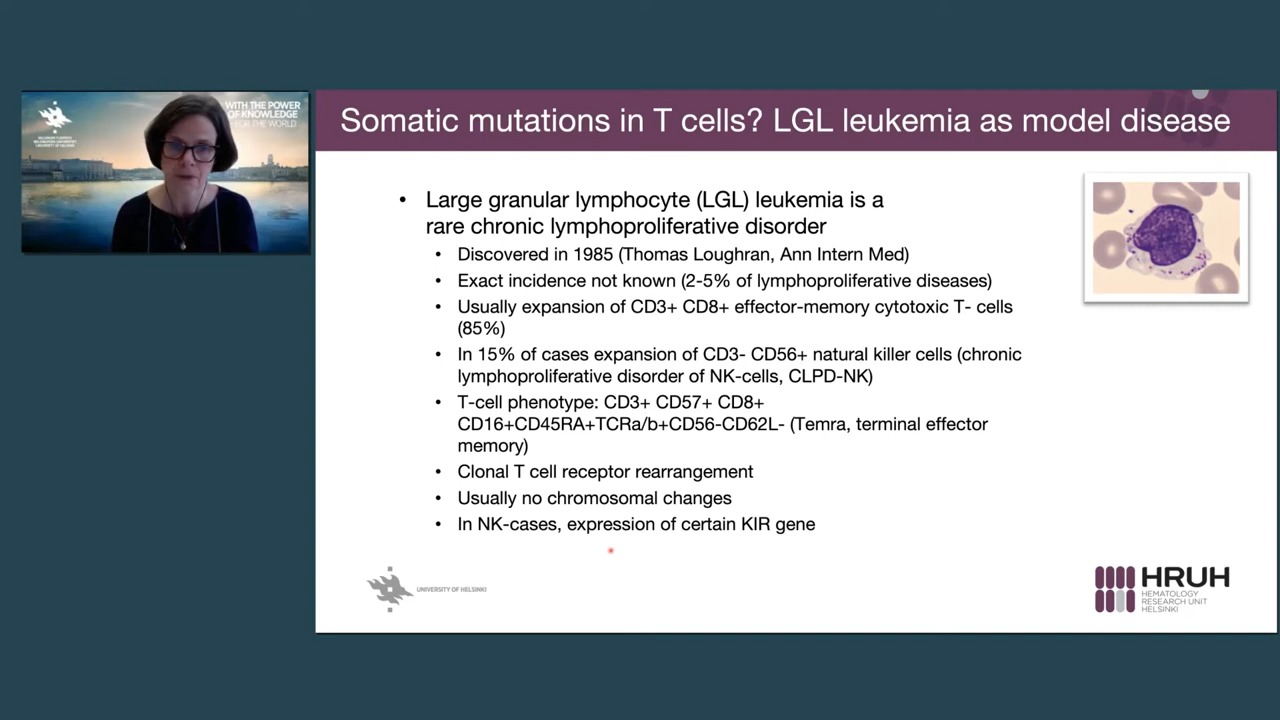 WITH THE POWER
OF KNOWLEDGE
FOR THE WORLD
UNIVERSITY OF HELSINKI
Somatic mutations in T cells? LGL leukemia as model disease
• Large granular lymphocyte (LGL) leukemia is a
rare chronic lymphoproliferative disorder
• Discovered in 1985 (Thomas Loughran, Ann Intern Med)
• Exact incidence not known (2-5% of lymphoproliferative diseases)
• Usually expansion of CD3+ CD8+ effector-memory cytotoxic T- cells
(85%)
• In 15% of cases expansion of CD3- CD56+ natural killer cells (chronic
lymphoproliferative disorder of NK-cells, CLPD-NK)
• T-cell phenotype: CD3+ CD57+ CD8+
CD16+CD45RA+TCRa/b+CD56-CD62L- (Temra, terminal effector
memory)
• Clonal T cell receptor rearrangement
• Usually no chromosomal changes
• In NK-cases, expression of certain KIR gene
UNIVERSITY OF HELSINKI
HRUH
HEMATOLOGY
RESEARCH UNIT
HELSINKI